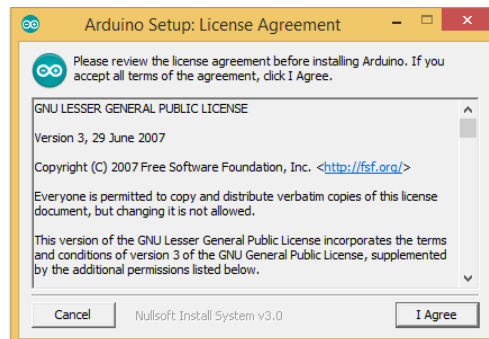 Arduino Setup: License Agreement
Please review the license agreement before installing Arduino. If you
accept all terms of the agreement, click I Agree.
GNU LESSER GENERAL PUBLIC LICENSE
Version 3, 29 June 2007
Copyright (C) 2007 Free Software Foundation, Inc. <http://fsf.org/>
Everyone is permitted to copy and distribute verbatim copies of this license
document, but changing it is not allowed.
This version of the GNU Lesser General Public License incorporates the terms
and conditions of version 3 of the GNU General Public License, supplemented
by the additional permissions listed below.
Cancel
Nullsoft Install System v3.0
I Agree